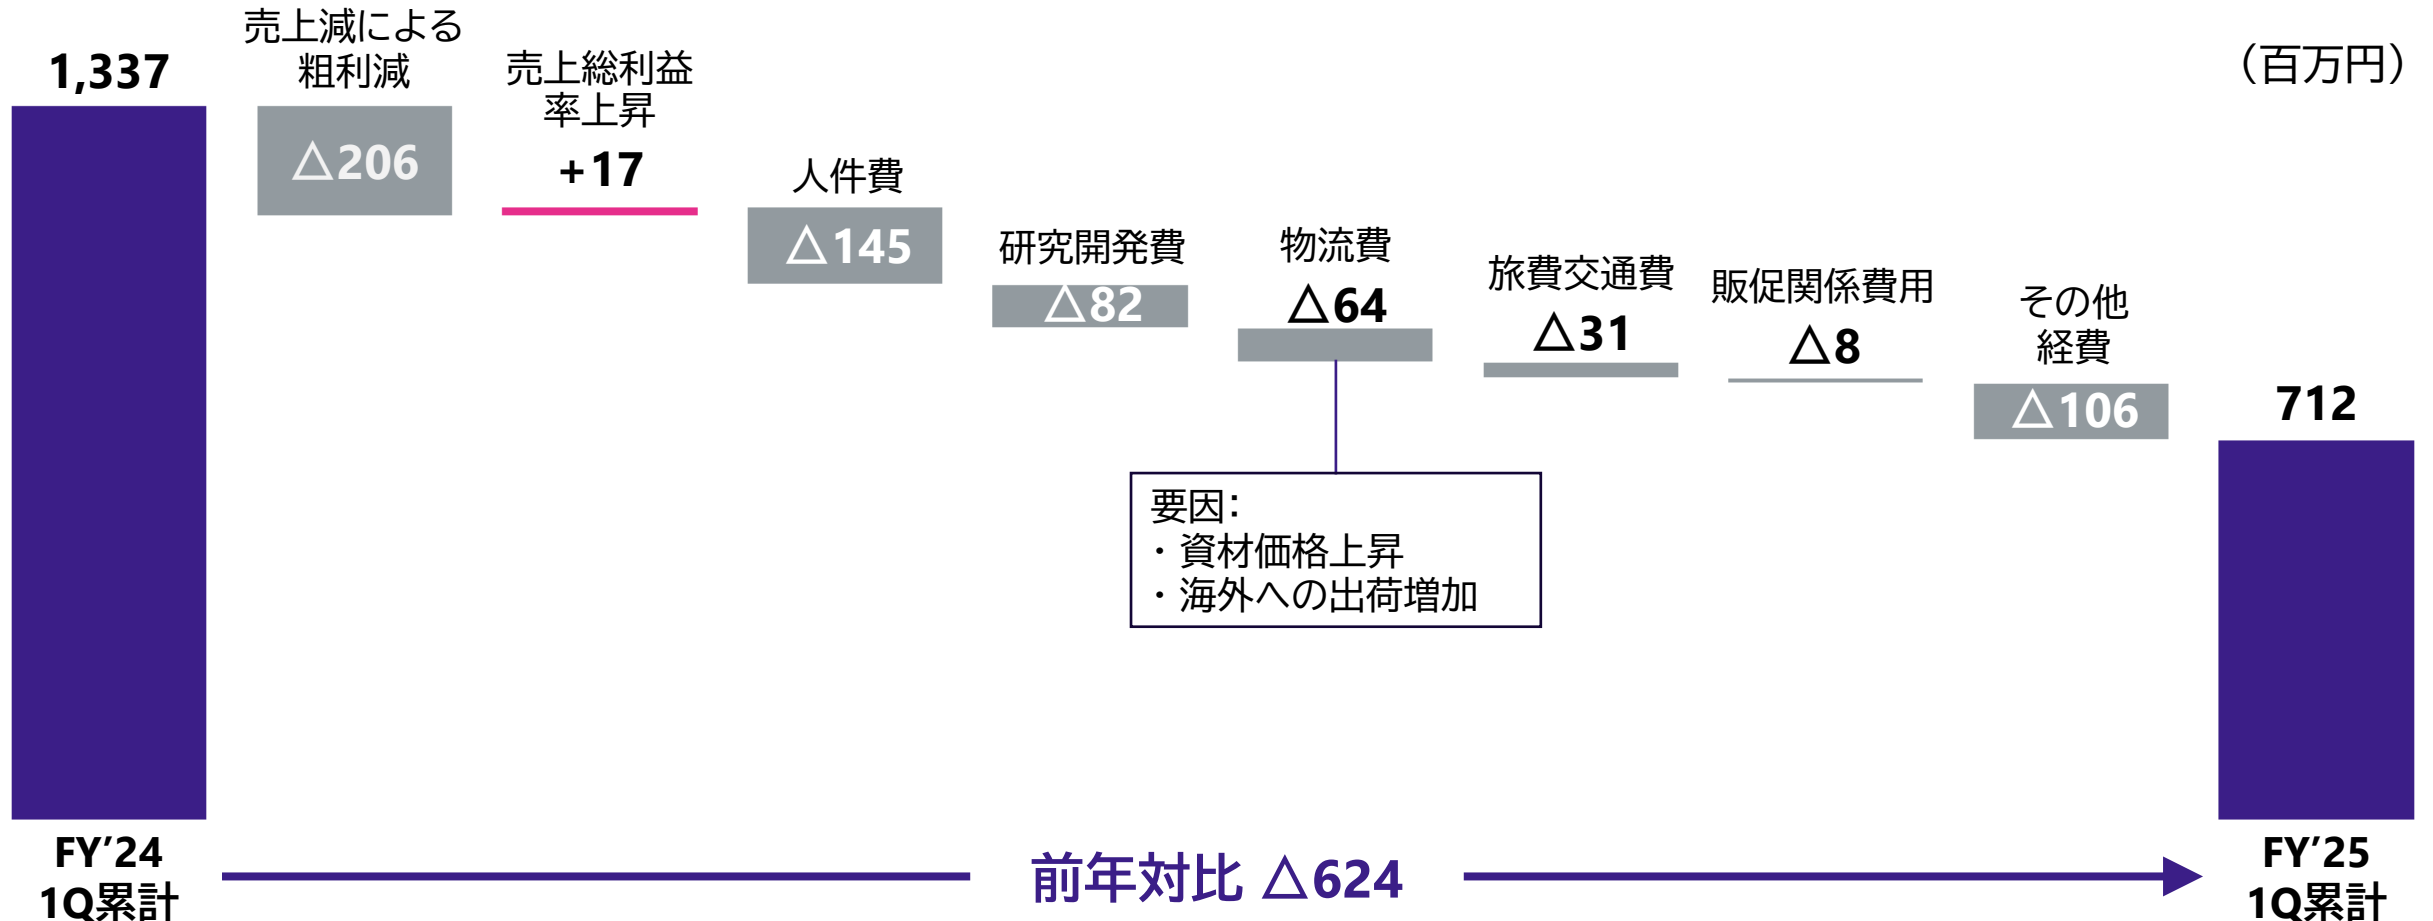 （百万円）
1,337
売上減による
粗利減
△206
売上総利益
率上昇
+17
人件費
△145
研究開発費
△82
物流費
△64
旅費交通費
△31
販促関係費用
△8
その他
経費
△106
712
要因：
・資材価格上昇
・海外への出荷増加
FY’24
1Q累計
前年対比 △624
FY’25
1Q累計